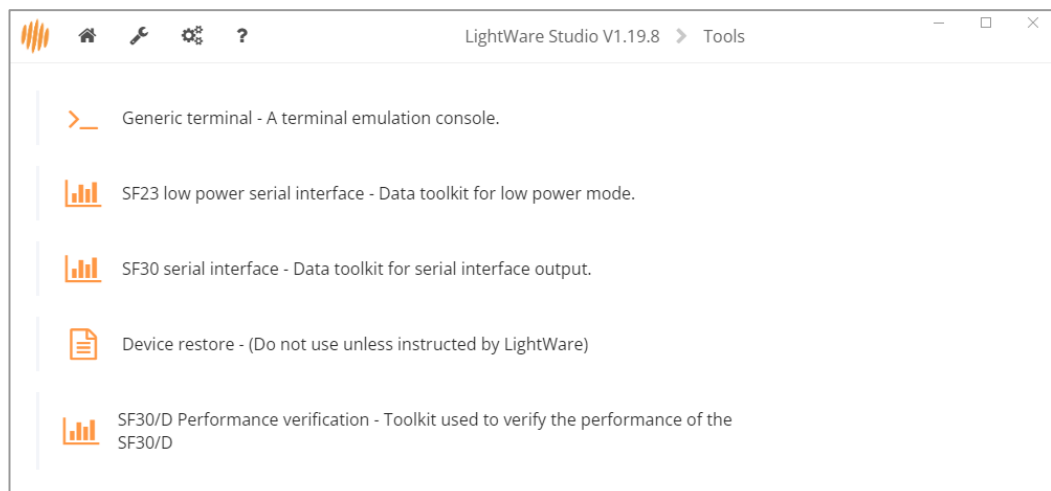 LightWare Studio V1.19.8 > Tools
Generic terminal - A terminal emulation console.
SF23 low power serial interface - Data toolkit for low power mode.
SF30 serial interface - Data toolkit for serial interface output.
Device restore - (Do not use unless instructed by LightWare)
SF30/D Performance verification - Toolkit used to verify the performance of the
SF30/D